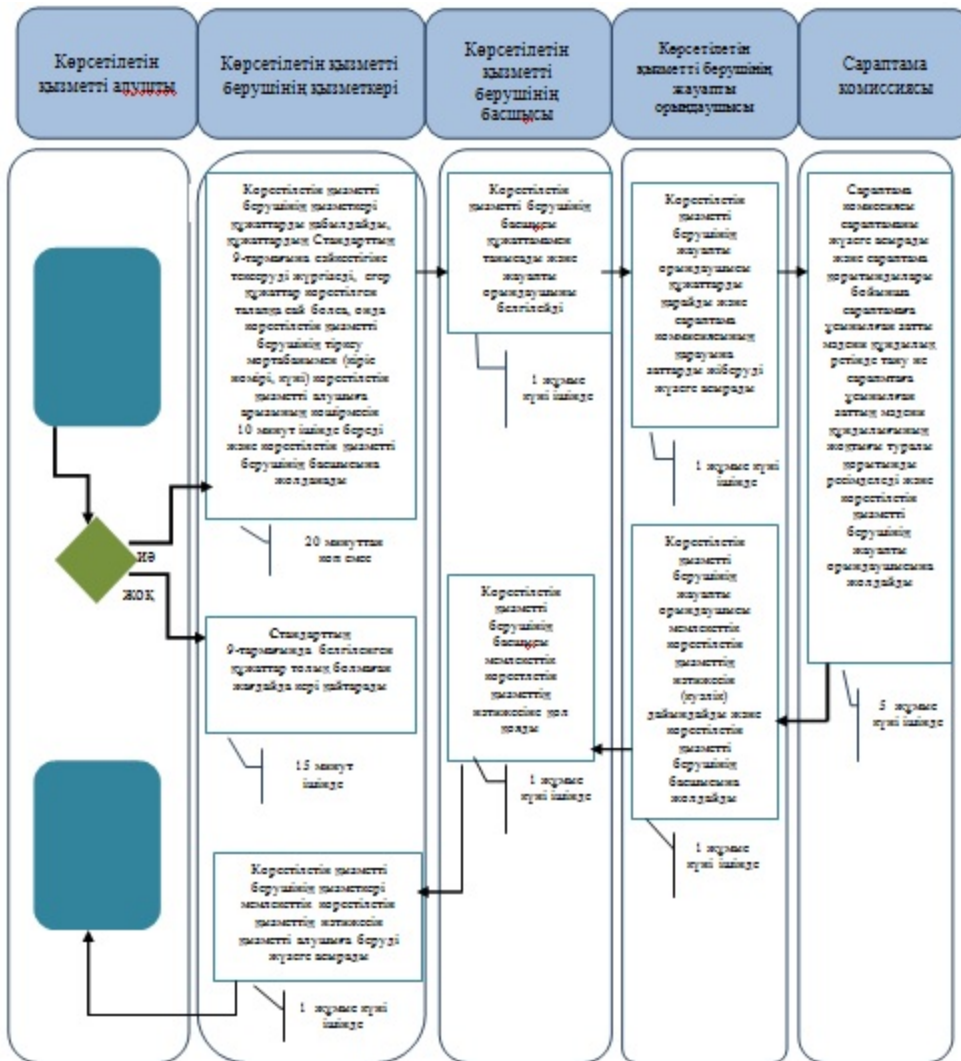 Көрсетілетін
қызметті алушты
Көрсетілетін қызметті
берушінің қызметкері
Көрсетілетін
қызметті
берушінің
басшысы
Көрсетілетін
қызметті берушінің
жауапты
орындаушысы
Сараптама
комиссиясы
Көрсетілетін қызметті
берушінің қызметкері
құжаттарды қабылдайды,
құжаттардың Стандарттың
9-тармағына сәйкестігіне
тексеруді жүргізеді, егер
құжаттар көрсетілген
талапқа сай болса, онда
көрсетілетін қызметті
берушінің тіркеу
мөртабанымен (кіріс
нөмірі, күні) көрсетілетін
қызметті алушыға
арызының көшірмесін
10 минут ішінде береді
және көрсетілетін қызметті
берушінің басшысына
жолданады
20 минуттан
көп емес
Көрсетілетін
қызметті берушінің
басшысы
құжаттамамен
танысады және
жауапты
орындаушыны
белгілейді
1 жұмыс
күні ішінде
Көрсетілетін
қызметті
берушінің
жауапты
орындаушысы
құжаттарды
қарайды және
сараптама
комиссиясының
қарауына
заттарды жіберуді
жүзеге асырады
1 жұмыс күні
ішінде
Сараптама
комиссиясы
сараптаманы
жүзеге асырады
және сараптама
қорытындылары
бойынша
сараптамаға
ұсынылған затты
мәдени құндылық
ретінде тану не
сараптаға
ұсынылған
заттың мәдени
құндылығының
жоқтығы туралы
қорытынды
ресімделеді және
көрсетілетін
қызметті
берушінің
жауапты
орындаушысына
жолдайды
5 жұмыс
күні ішінде
иә
жоқ
Стандарттың
9-тармағында белгіленген
құжаттар толық болмаған
жағдайда кері қайтарады
15 минут
ішінде
Көрсетілетін
қызметті
берушінің
басшысы
мемлекеттік
көрсетлетін
қызметтің
нәтижесіне қол
қояды
1 жұмыс
күні ішінде
Көрсетілетін
қызметті
берушінің
жауапты
орындаушысы
мемлекеттік
көрсетілетін
қызметтің
нәтижесін
(куәлік)
дайындайды және
көрсетілетін
қызметті
берушінің
басшысына
жолдайды
1 жұмыс
күні ішінде
Көрсетілетін қызметті
берушінің қызметкері
мемлекеттік көрсетілетін
қызметтің нәтижесін
қызметті алушыға беруді
жүзеге асырады
1 жұмыс күні
ішінде